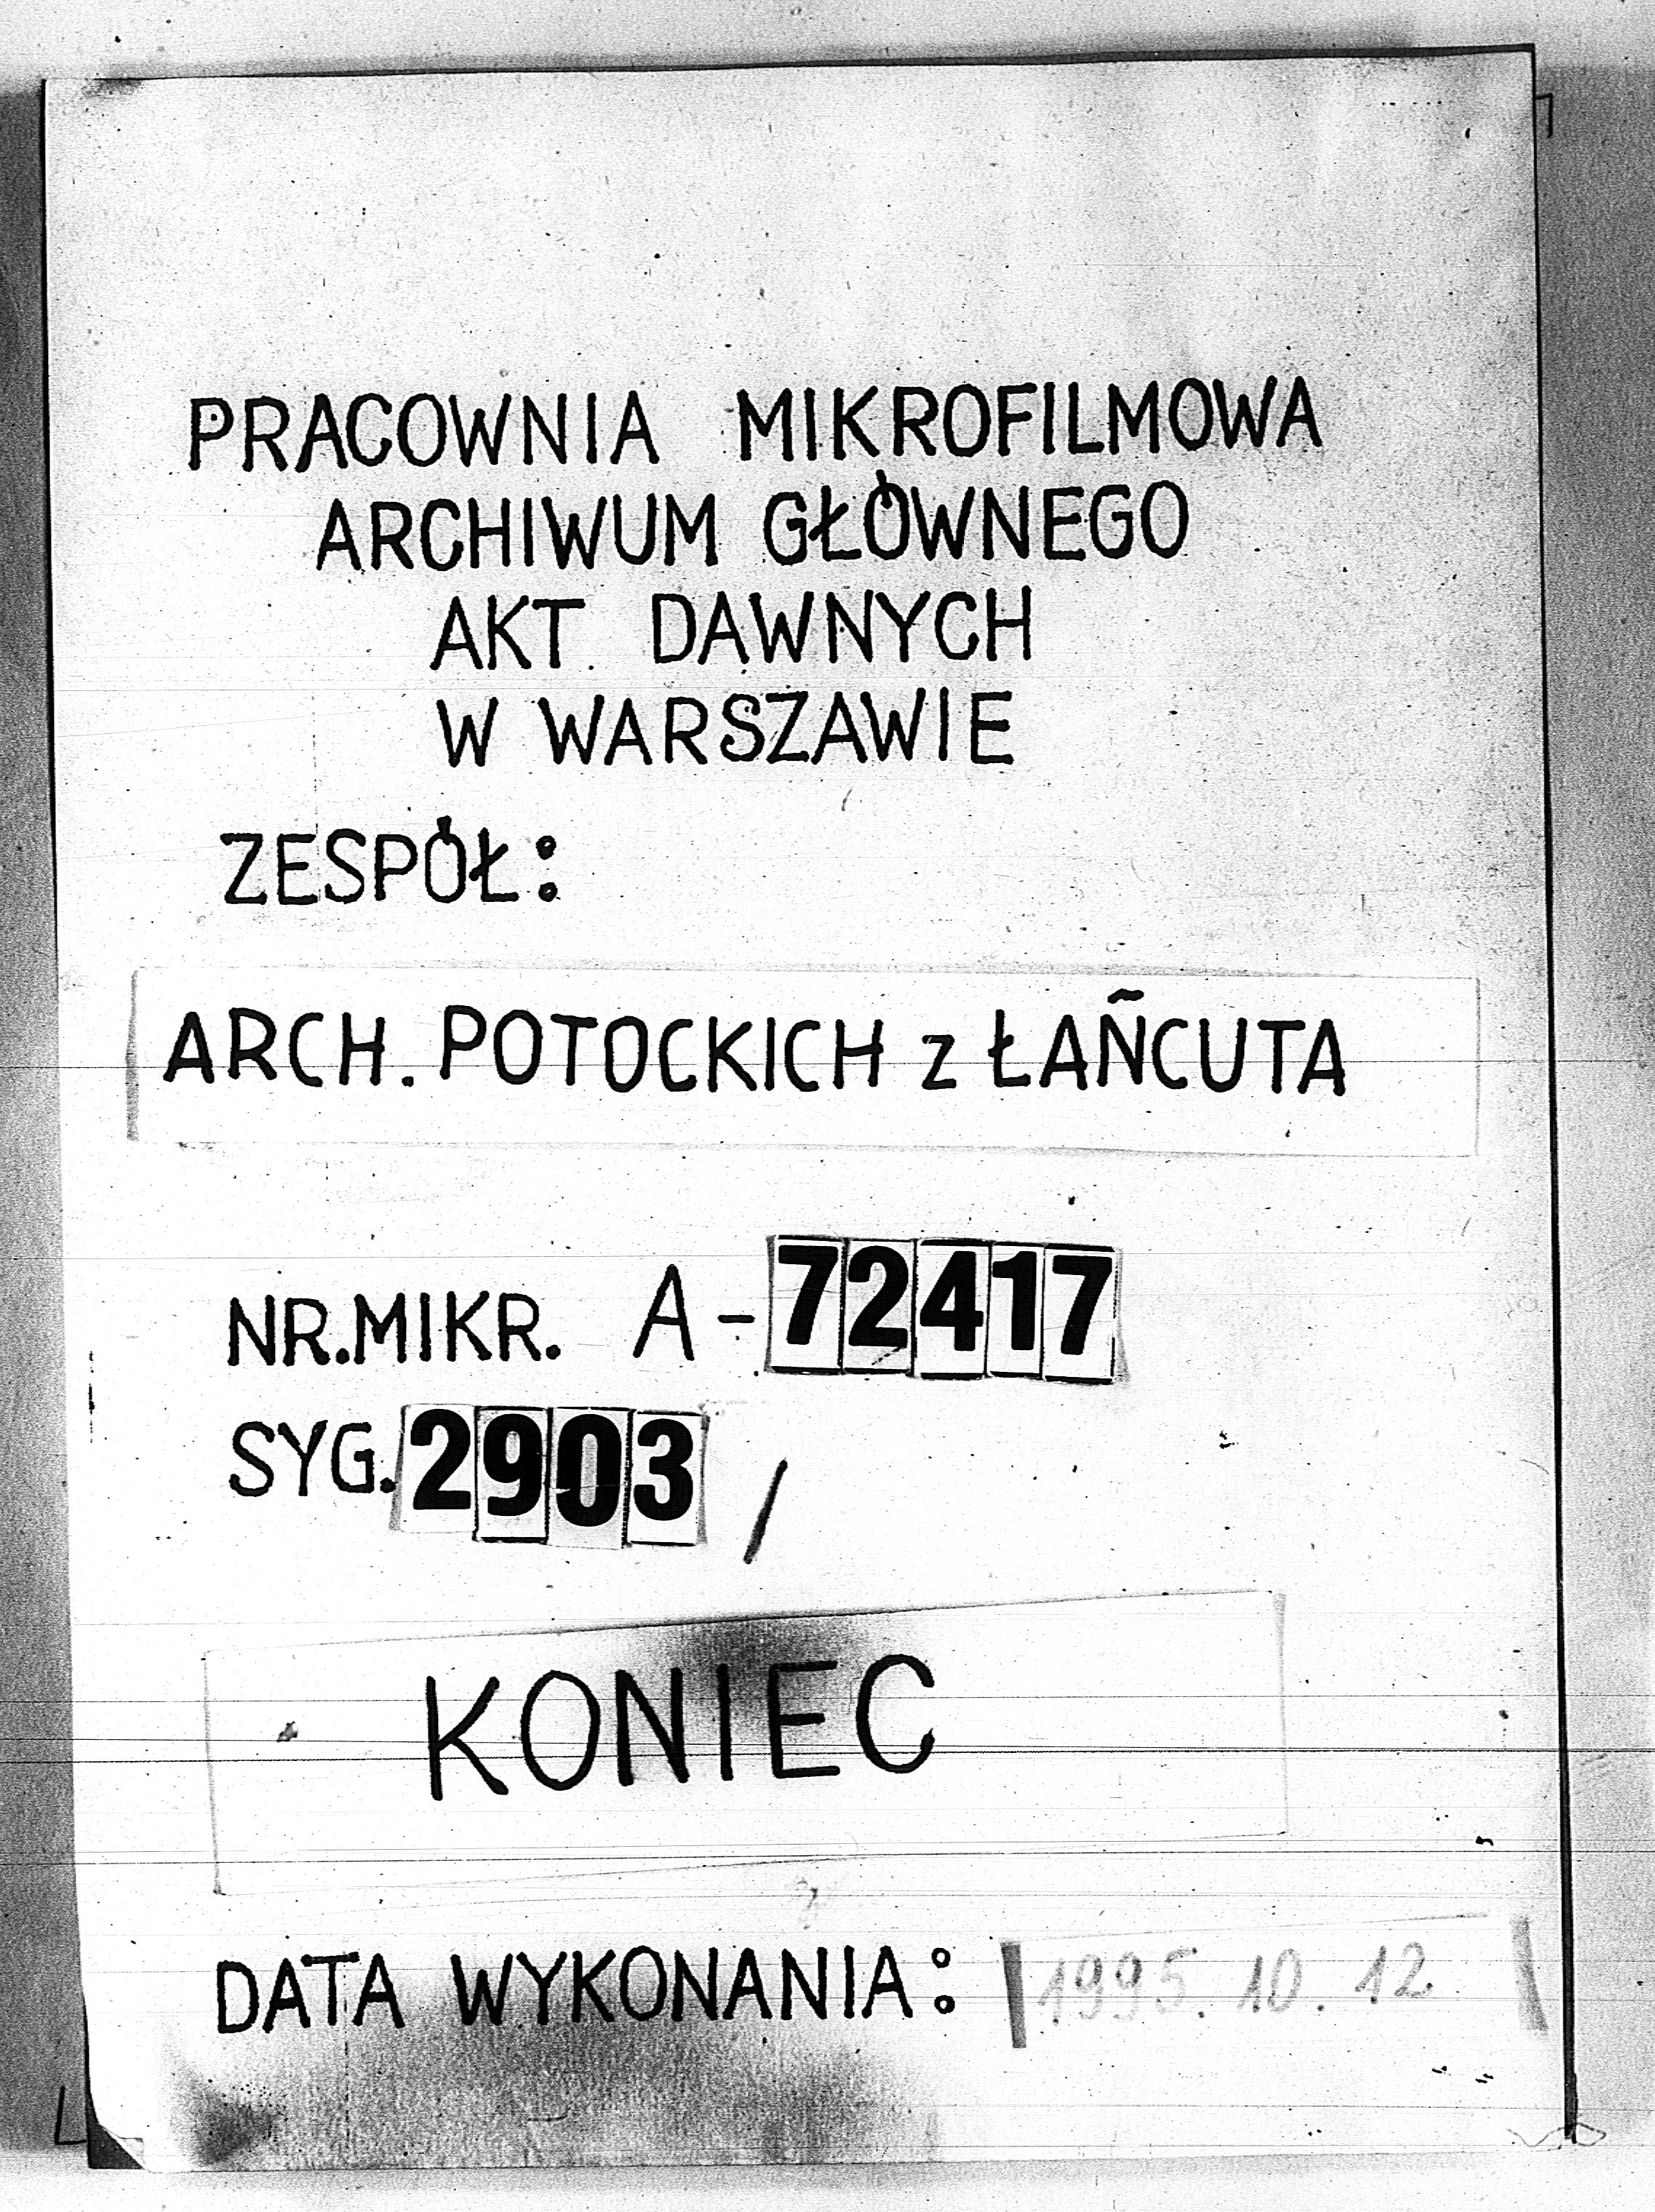 PRACOWNIA MIKROFILMOWA
ARCHIWUM GŁÓWNEGO
AKT DAWNYCH
W WARSZAWIE
ZESPÓŁ:
ARCH. POTOCKICH z ŁAŃCUTA
NR.MIKR. A-72417
SYG. 2903 /
KONIEC
DATA WYKONANIA: 1995. 10. 12